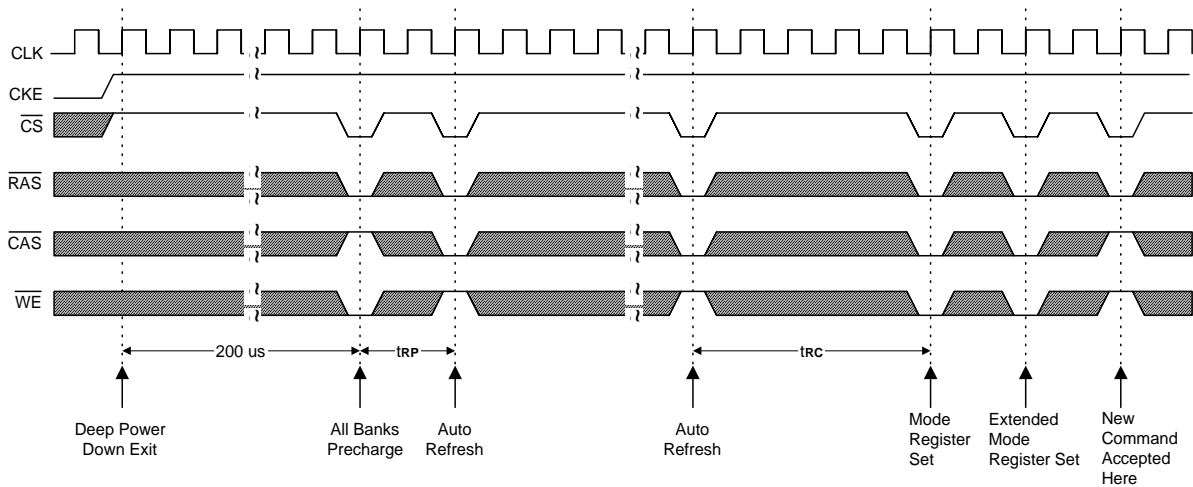 CLK
CKE
CS
RAS
CAS
WE
200 us
tRP
tRC
Deep Power
Down Exit
All Banks
Precharge
Auto
Refresh
Auto
Refresh
Mode
Register
Set
Extended
Mode
Register Set
New
Command
Accepted
Here